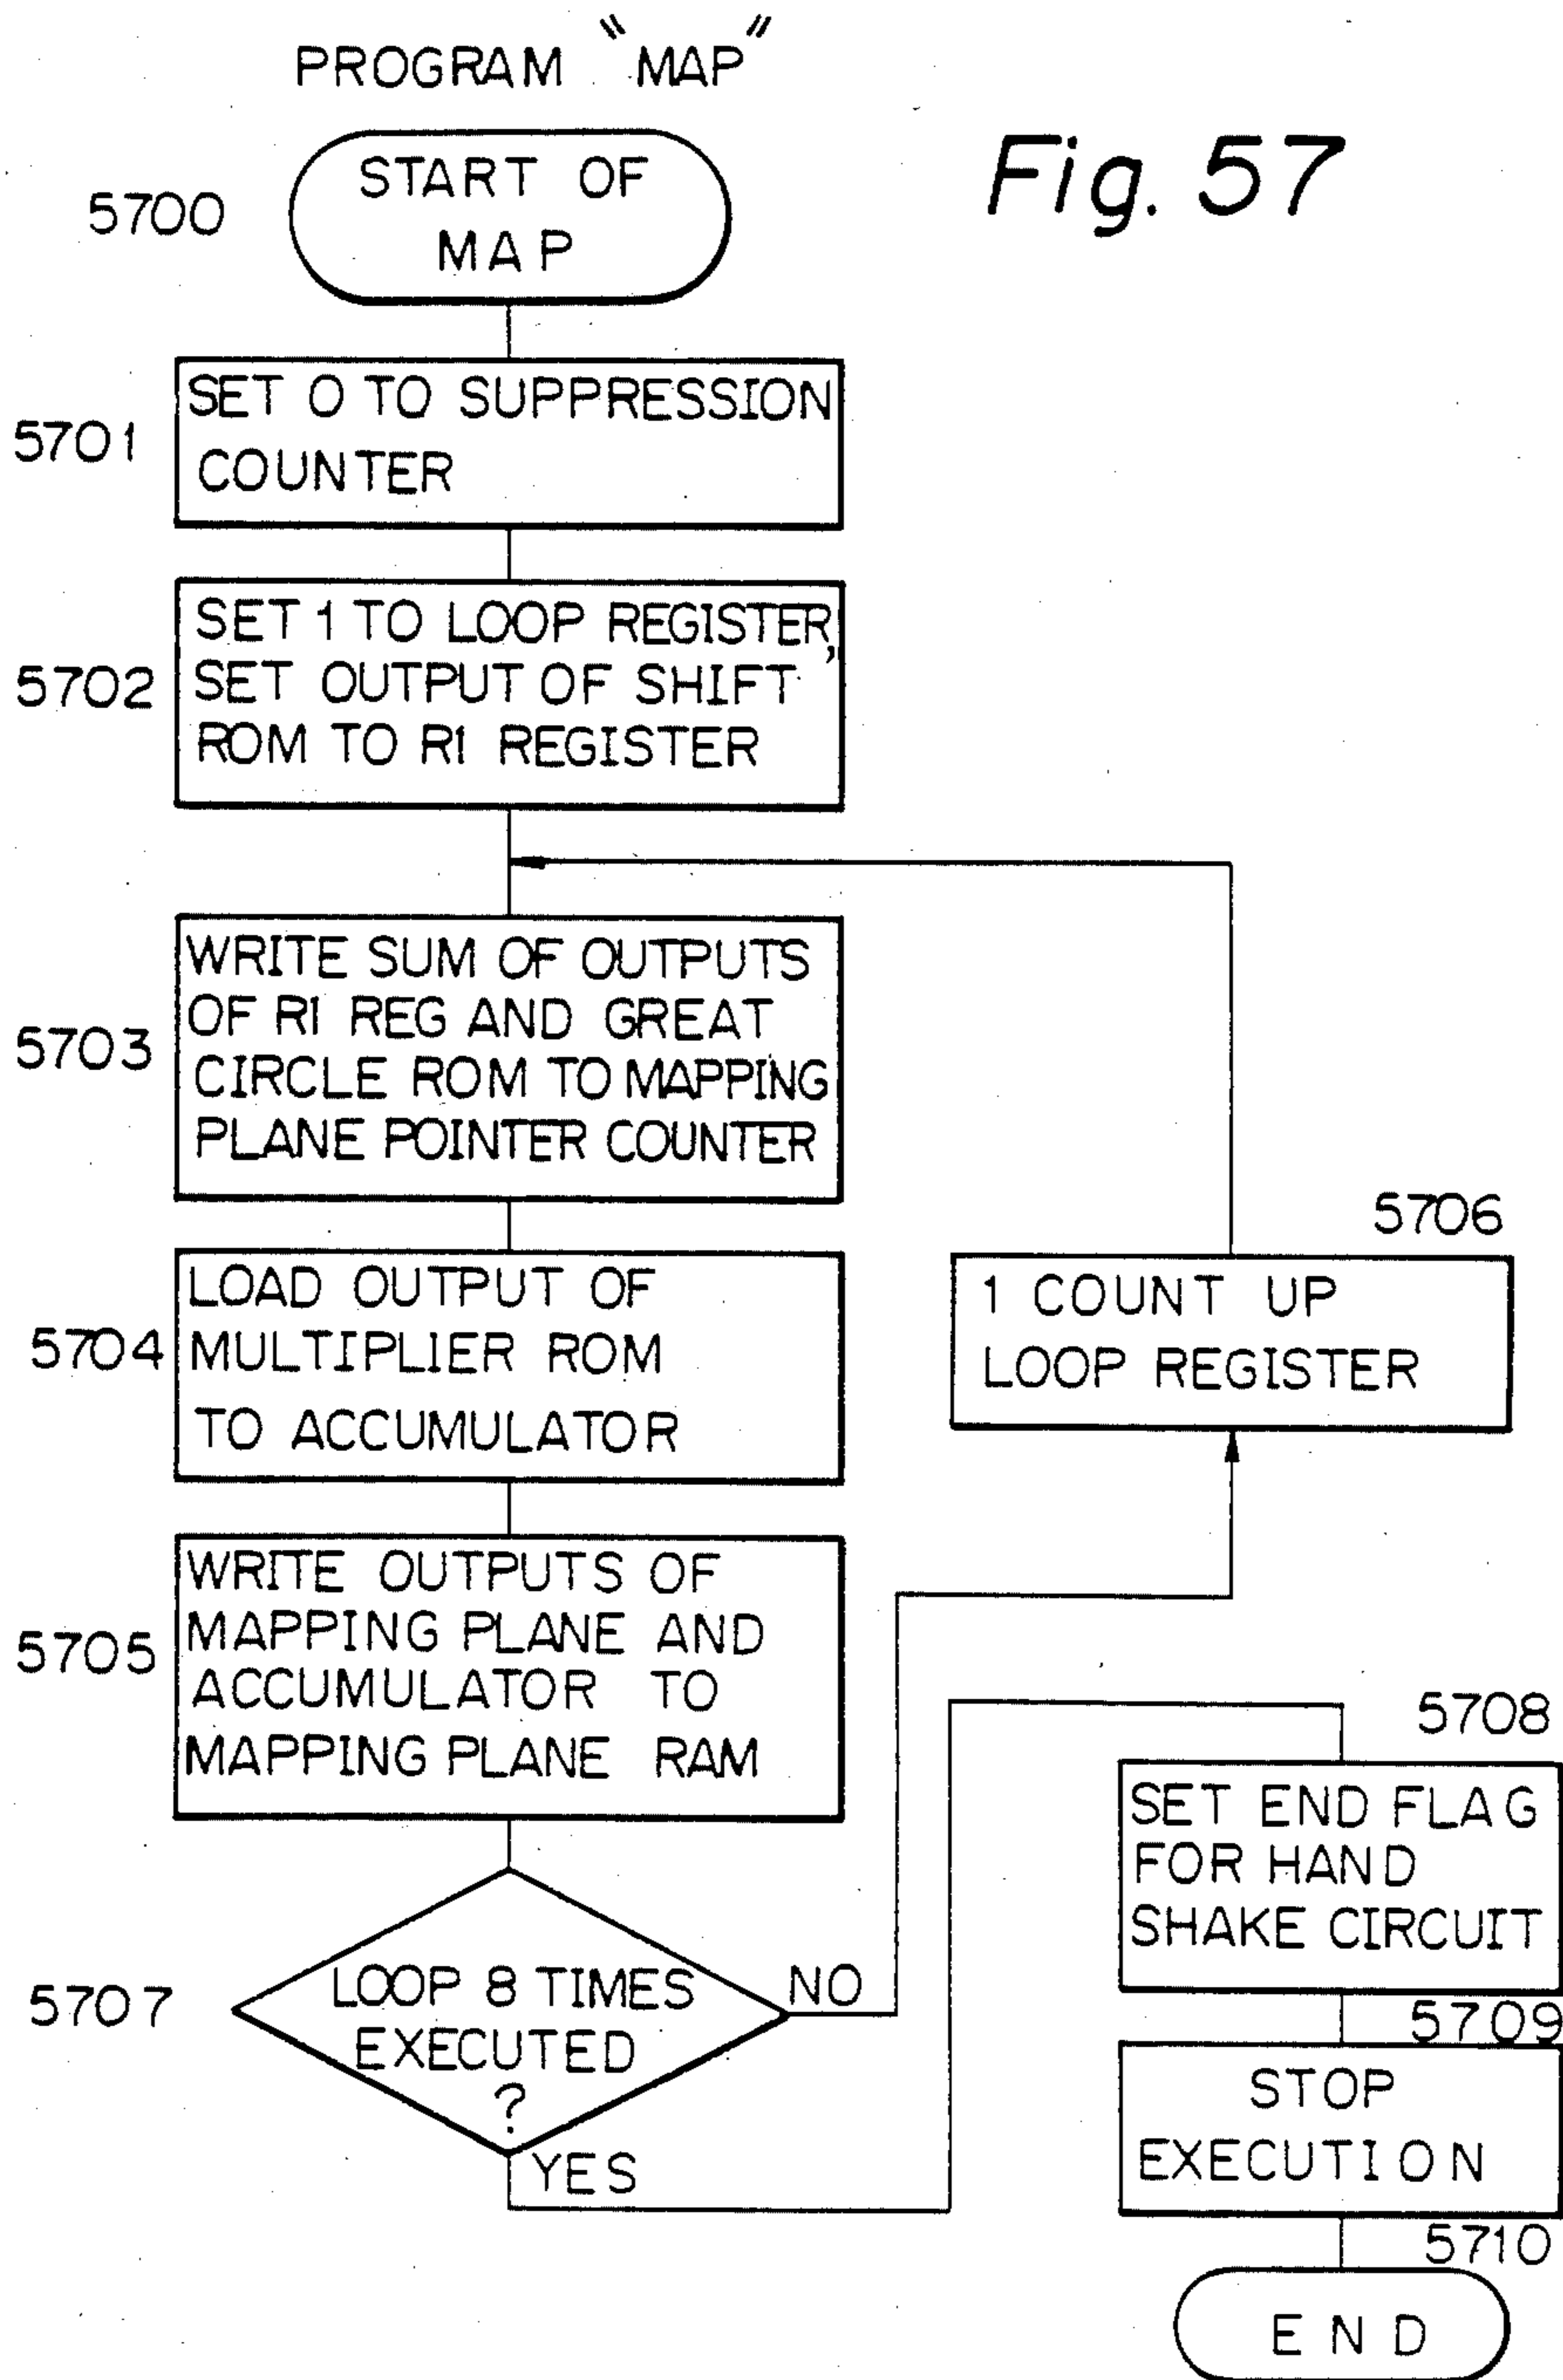 PROGRAM "MAP"
Fig. 57
5700
START OF
MAP
5701
SET 0 TO SUPPRESSION
COUNTER
5702
SET 1 TO LOOP REGISTER,
SET OUTPUT OF SHIFT
ROM TO R1 REGISTER
5703
WRITE SUM OF OUTPUTS
OF R1 REG AND GREAT
CIRCLE ROM TO MAPPING
PLANE POINTER COUNTER
5704
LOAD OUTPUT OF
MULTIPLIER ROM
TO ACCUMULATOR
5706
1 COUNT UP
LOOP REGISTER
5705
WRITE OUTPUTS OF
MAPPING PLANE AND
ACCUMULATOR TO
MAPPING PLANE RAM
5707
LOOP 8 TIMES
EXECUTED
?
NO
YES
5708
SET END FLAG
FOR HAND
SHAKE CIRCUIT
5709
STOP
EXECUTION
5710
END